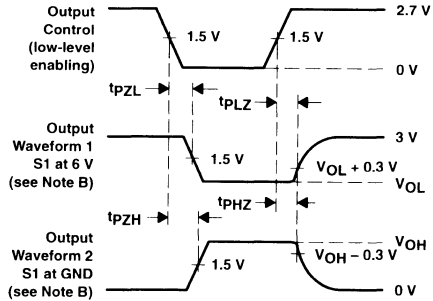 Output
Control
(low-level
enabling)
1.5 V
1.5 V
2.7 V
0 V
tPZL
tPLZ
Output
Waveform 1
S1 at 6 V
(see Note B)
1.5 V
3 V
VOL + 0.3 V
VOL
tPZH
tPHZ
Output
Waveform 2
S1 at GND
(see Note B)
1.5 V
VOH
VOH − 0.3 V
0 V